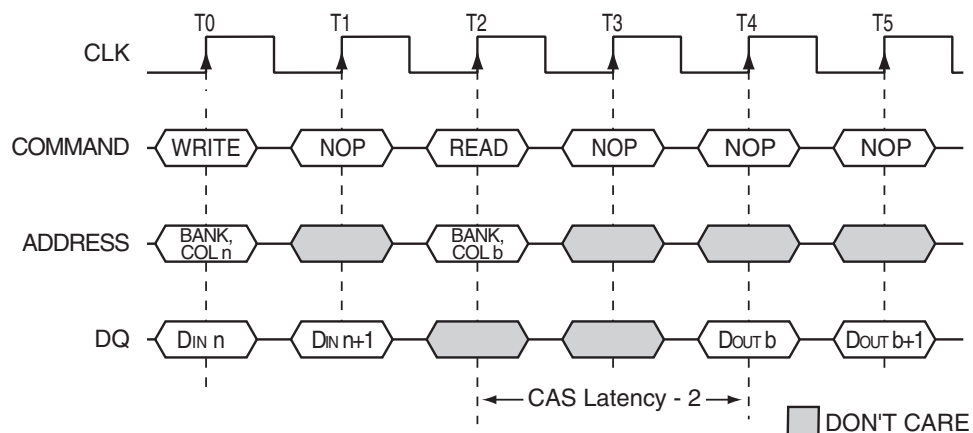 T0 T1 T2 T3 T4 T5
CLK
COMMAND WRITE NOP READ NOP NOP NOP
ADDRESS BANK, COL n BANK, COL b
DQ DIN n DIN n+1 DOUT b DOUT b+1
CAS Latency - 2
DON'T CARE